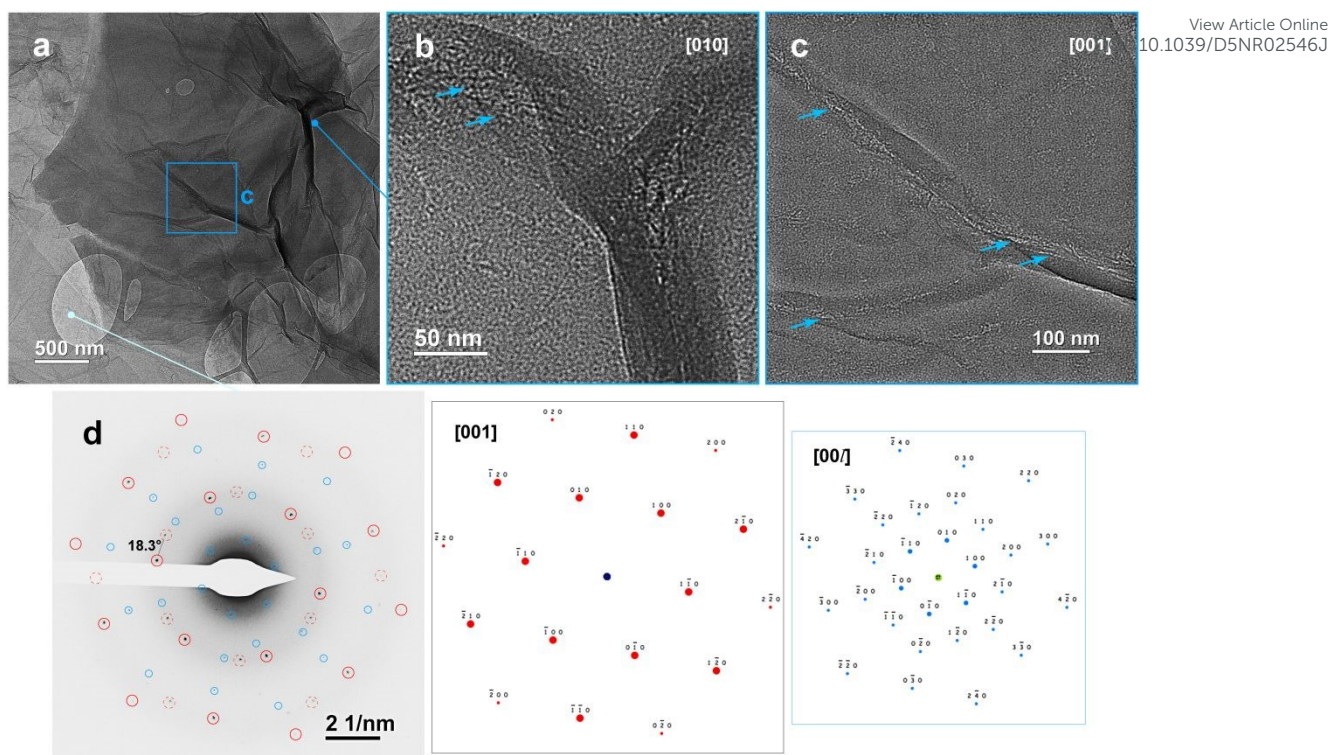 View Article Online
10.1039/D5NR02546J
a
c
500 nm
b
[010]
50 nm
c
[001]
100 nm
d
18.3°
2 1/nm
[001]
0 2 0
1 1 0
2 0 0
1̄ 2 0
0 1 0
1 0 0
2 1̄ 0
2̄ 2 0
1̄ 1 0
1 1̄ 0
2 2̄ 0
2̄ 1 0
1̄ 0 0
0 1̄ 0
1 2̄ 0
2̄ 0 0
1̄ 1̄ 0
0 2̄ 0
[00l]
2̄ 4 0
0 3 0
2 2 0
3̄ 3 0
1̄ 2 0
0 2 0
2̄ 2 0
1 1 0
4̄ 2 0
1̄ 1 0
0 1 0
3 0 0
2̄ 1 0
1 0 0
2 0 0
2̄ 0 0
1̄ 0 0
1 1̄ 0
2 1̄ 0
3̄ 0 0
0 1̄ 0
4 2̄ 0
1̄ 1̄ 0
1 2̄ 0
2 2̄ 0
0 2̄ 0
3 3̄ 0
2̄ 2̄ 0
0 3̄ 0
2 4̄ 0